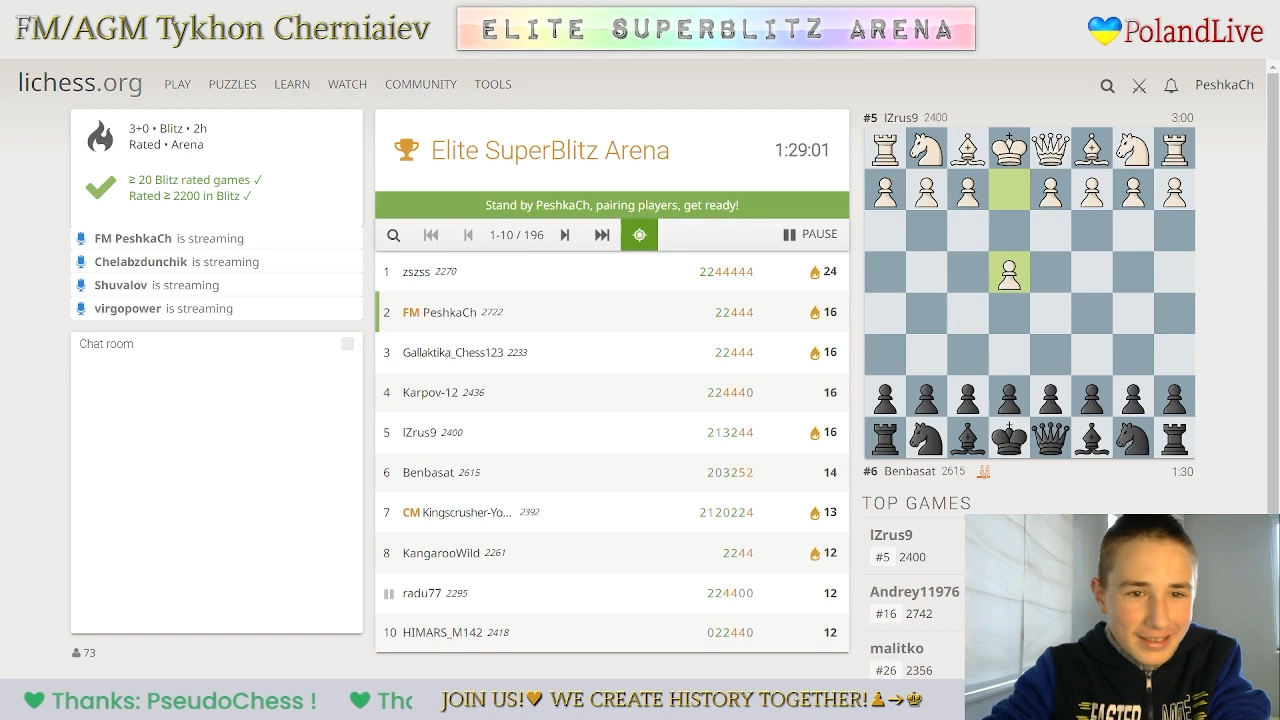 FM/AGM Tykhon Cherniaiev
ELITE SUPERBLITZ ARENA
PolandLive
lichess.org PLAY PUZZLES LEARN WATCH COMMUNITY TOOLS PeshkaCh
3+0 • Blitz • 2h
Rated • Arena
≥ 20 Blitz rated games ✓
Rated ≥ 2200 in Blitz ✓
FM PeshkaCh is streaming
Chelabzdunchik is streaming
Shuvalov is streaming
virgopower is streaming
Chat room
73
Elite SuperBlitz Arena 1:29:01
Stand by PeshkaCh, pairing players, get ready!
1-10 / 196 PAUSE
1 zszss 2270 2244444 24
2 FM PeshkaCh 2722 22444 16
3 Gallaktika_Chess123 2233 22444 16
4 Karpov-12 2436 224440 16
5 lZrus9 2400 213244 16
6 Benbasat 2615 203252 14
7 CM Kingscrusher-Yo... 2392 2120224 13
8 KangarooWild 2261 2244 12
radu77 2295 224400 12
10 HIMARS_M142 2418 022440 12
#5 lZrus9 2400 3:00
#6 Benbasat 2615 1:30
TOP GAMES
lZrus9
#5 2400
Andrey11976
#16 2742
malitko
#26 2356
Thanks: PseudoChess !
JOIN US! WE CREATE HISTORY TOGETHER!